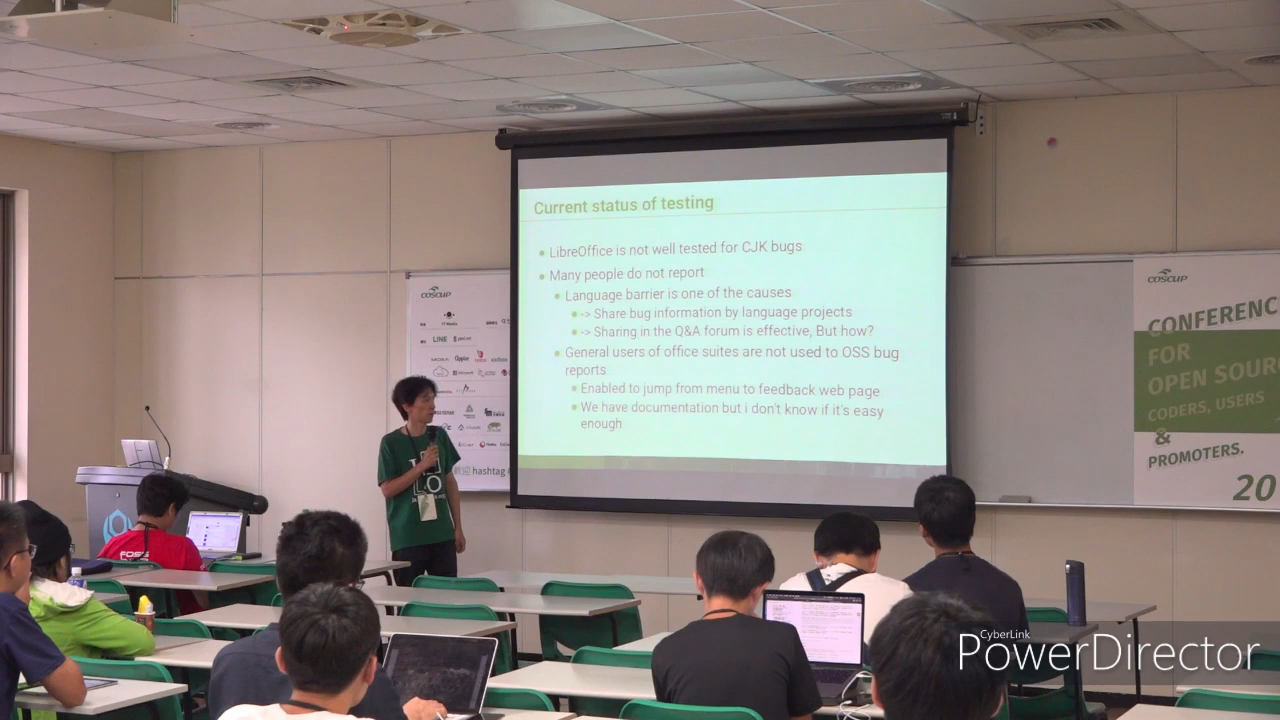 Current status of testing
LibreOffice is not well tested for CJK bugs
Many people do not report
Language barrier is one of the causes
-> Share bug information by language projects
-> Sharing in the Q&A forum is effective, But how?
General users of office suites are not used to OSS bug
reports
Enabled to jump from menu to feedback web page
We have documentation but i don't know if it's easy
enough
COSCUP
LINE
Microsoft
hashtag
COSCUP
CONFERENC
FOR
OPEN SOUR
CODERS, USERS
&
PROMOTERS.
20
FOSS
CyberLink
PowerDirector